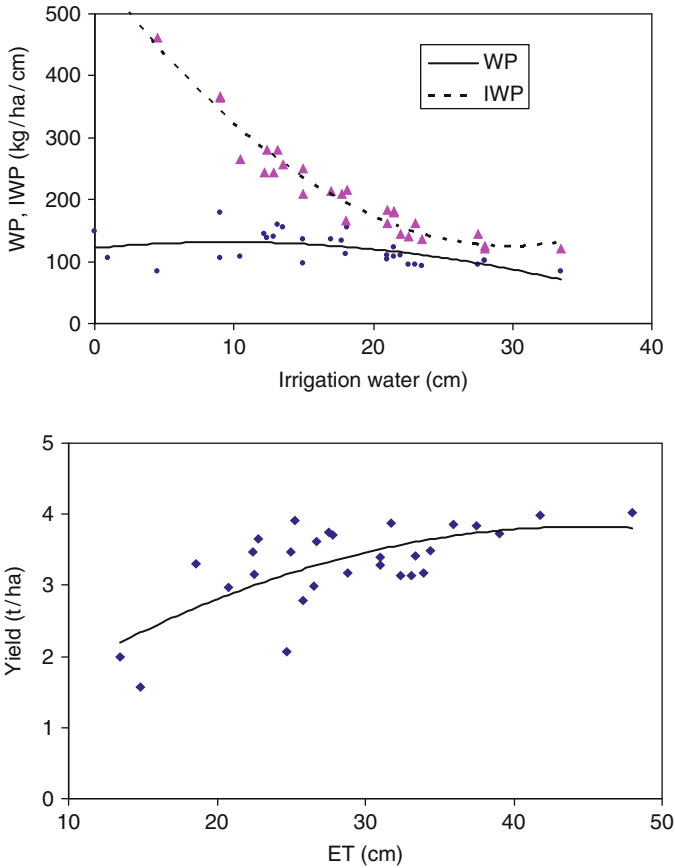 500
400
300
200
100
0
WP, IWP (kg/ha/cm)
WP
IWP
0 10 20 30 40
Irrigation water (cm)
5
4
3
2
1
0
Yield (t/ha)
10 20 30 40 50
ET (cm)